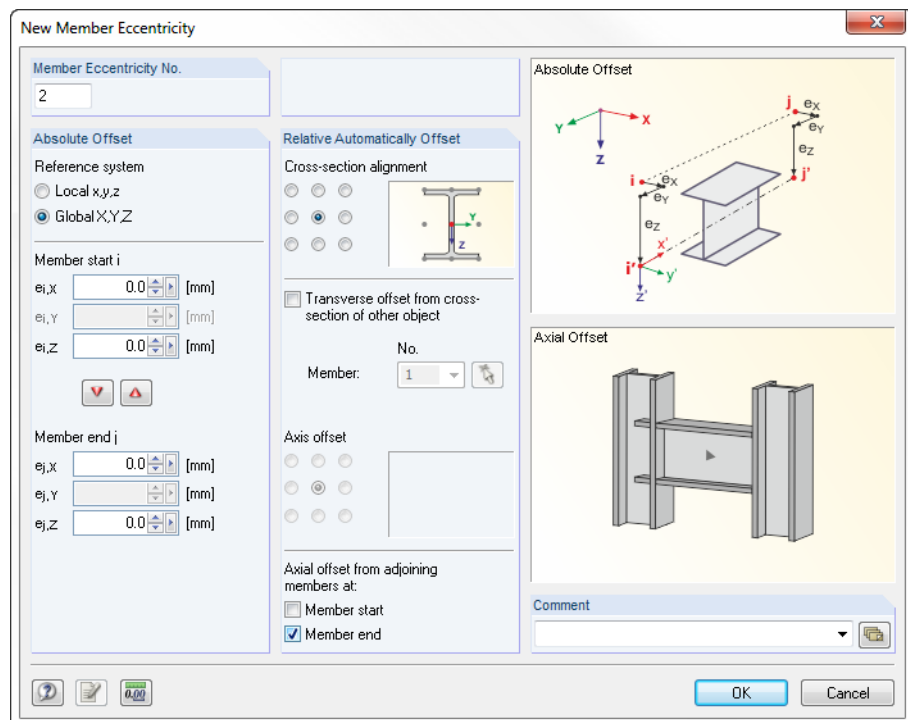 New Member Eccentricity
Member Eccentricity No.
2
Absolute Offset
Reference system
Local x,y,z
Global X,Y,Z
Member start i
ei,X 0.0 [mm]
ei,Y [mm]
ei,Z 0.0 [mm]
Member end j
ej,X 0.0 [mm]
ej,Y [mm]
ej,Z 0.0 [mm]
Relative Automatically Offset
Cross-section alignment
Y
Z
Transverse offset from cross-
section of other object
No.
Member: 1
Axis offset
Axial offset from adjoining
members at:
Member start
Member end
Absolute Offset
Y X
Z
j eX
eY
eZ
j'
i eX
eY
eZ
x'
i' y'
z'
Axial Offset
Comment
0.00
OK Cancel